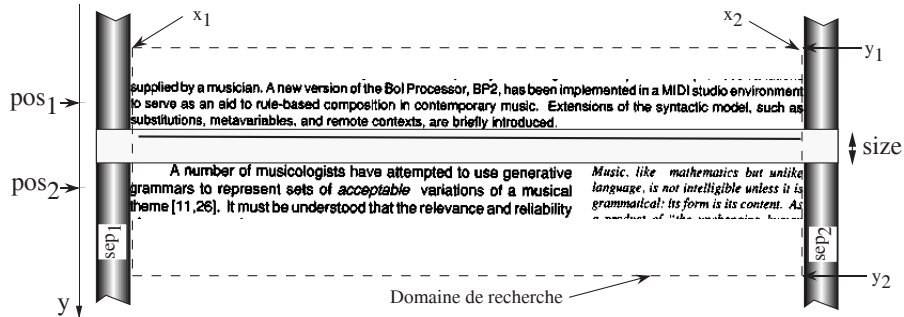 x1
x2
y1
supplied by a musician. A new version of the Bol Processor, BP2, has been implemented in a MIDI studio environment
pos1
to serve as an aid to rule-based composition in contemporary music. Extensions of the syntactic model, such as
substitutions, metavariables, and remote contexts, are briefly introduced.
size
A number of musicologists have attempted to use generative
grammars to represent sets of acceptable variations of a musical
theme [11,26]. It must be understood that the relevance and reliability
Music, like mathematics but unlike
language, is not intelligible unless it is
grammatical: its form is its content. As
a product of "the unchanging human
pos2
sep1
sep2
y2
Domaine de recherche
y